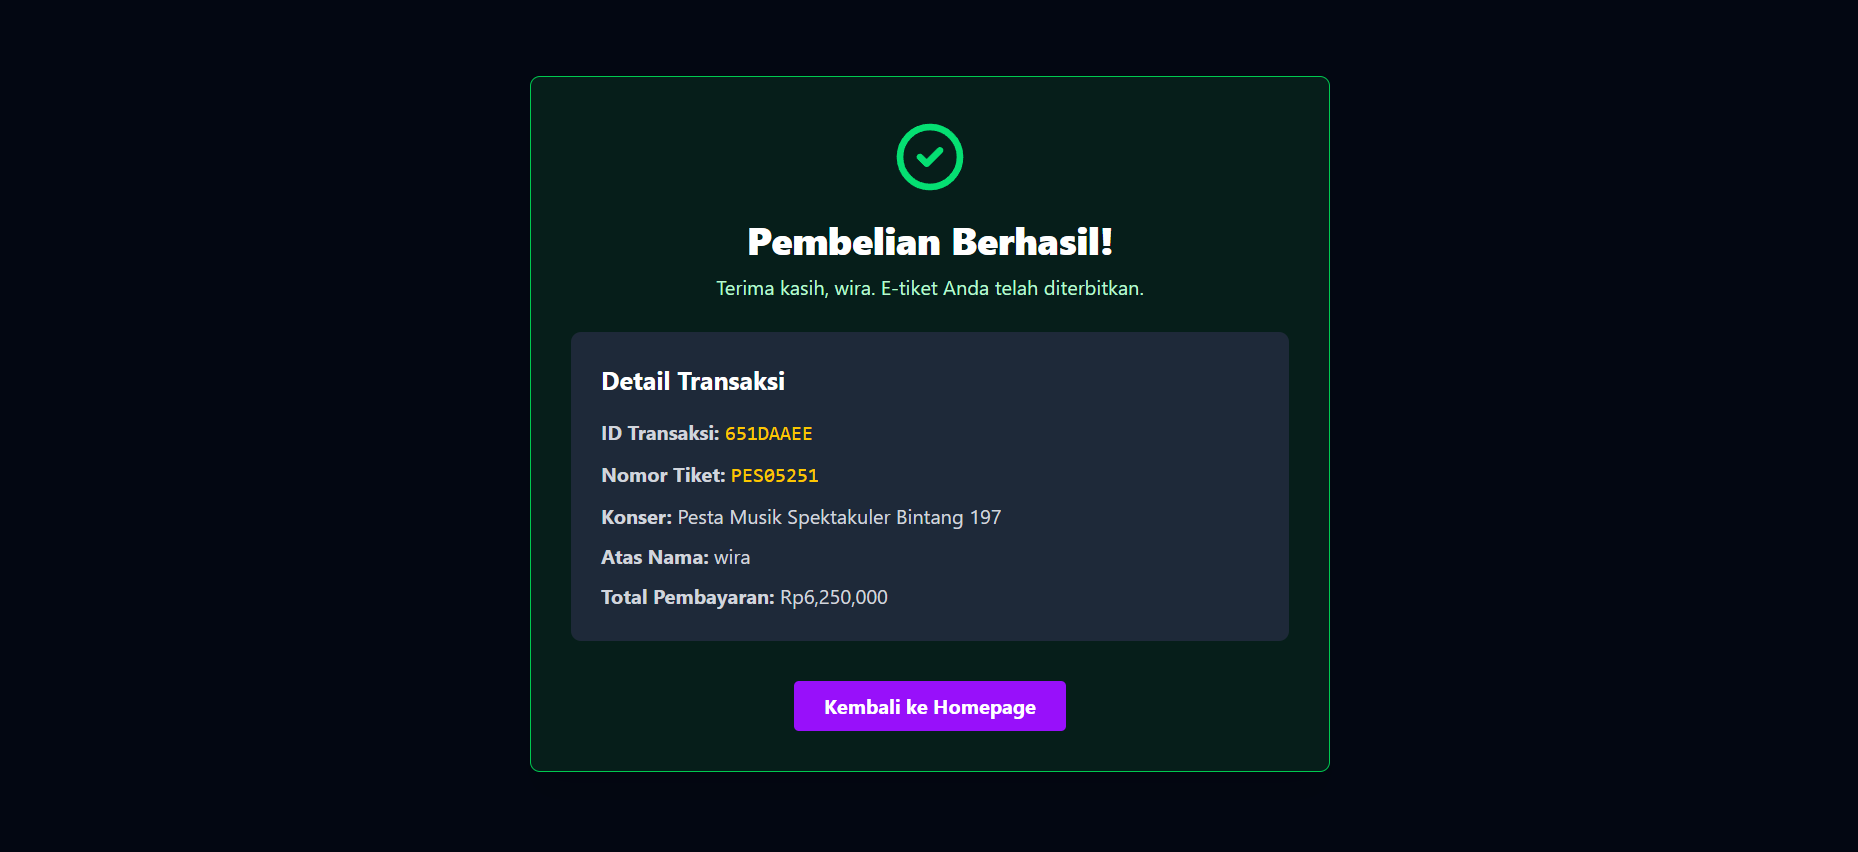 Pembelian Berhasil!
Terima kasih, wira. E-tiket Anda telah diterbitkan.
Detail Transaksi
ID Transaksi: 651DAAEE
Nomor Tiket: PES05251
Konser: Pesta Musik Spektakuler Bintang 197
Atas Nama: wira
Total Pembayaran: Rp6,250,000
Kembali ke Homepage